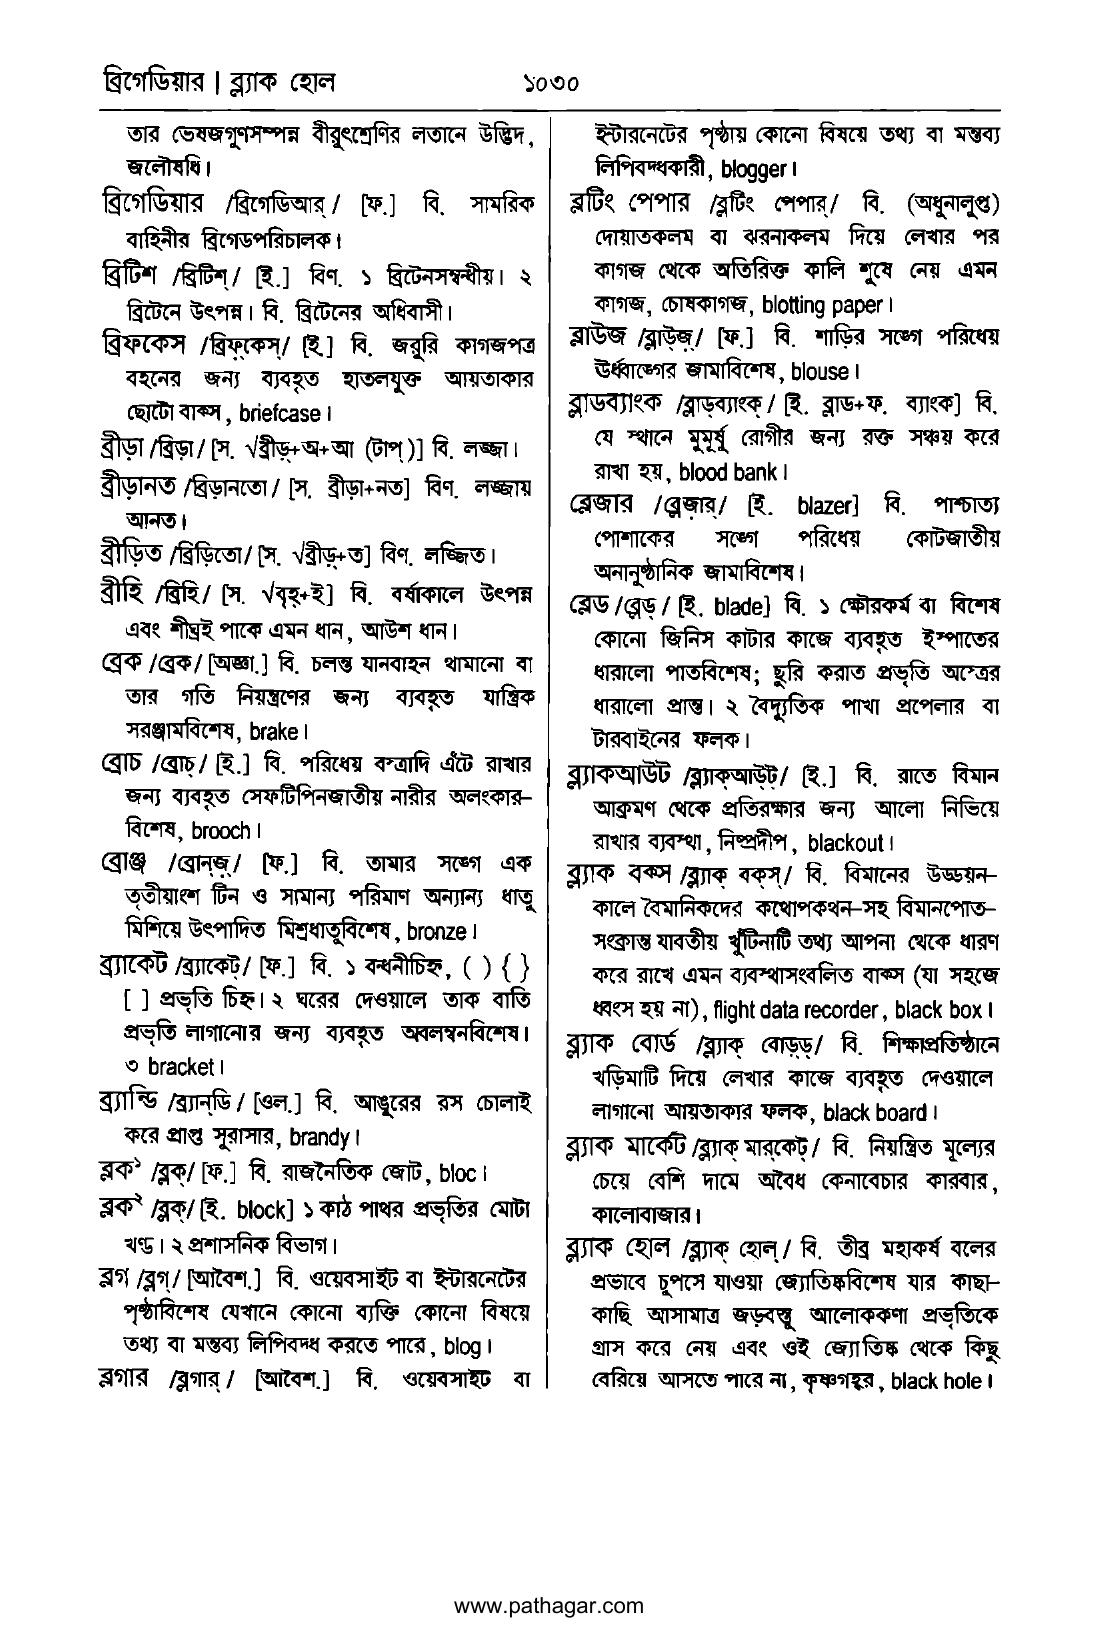 ব্রিগেডিয়ার | ব্ল্যাক হোল
১০৩০
তার ভেষজগুণসম্পন্ন বীরুৎশ্রেণির লতানে উদ্ভিদ,
জলৌষধি।
ব্রিগেডিয়ার /ব্রিগেডিআর্/ [ফ.] বি. সামরিক
বাহিনীর ব্রিগেডপরিচালক।
ব্রিটিশ /ব্রিটিশ্/ [ই.] বিণ. ১ ব্রিটেনসম্বন্ধীয়। ২
ব্রিটেনে উৎপন্ন। বি. ব্রিটেনের অধিবাসী।
ব্রিফকেস /ব্রিফ্‌কেস্/ [ই.] বি. জরুরি কাগজপত্র
বহনের জন্য ব্যবহৃত হাতলযুক্ত আয়তাকার
ছোটো বাক্স, briefcase।
ব্রীড়া /ব্রিড়া/ [স. √ব্রীড়্+অ+আ (টাপ্)] বি. লজ্জা।
ব্রীড়ানত /ব্রিড়ানতো/ [স. ব্রীড়া+নত] বিণ. লজ্জায়
আনত।
ব্রীড়িত /ব্রিড়িতো/ [স. √ব্রীড়্+ত] বিণ. লজ্জিত।
ব্রীহি /ব্রিহি/ [স. √বৃহ্+ই] বি. বর্ষাকালে উৎপন্ন
এবং শীঘ্রই পাকে এমন ধান, আউশ ধান।
ব্রেক /ব্রেক/ [অজ্ঞা.] বি. চলন্ত যানবাহন থামানো বা
তার গতি নিয়ন্ত্রণের জন্য ব্যবহৃত যান্ত্রিক
সরঞ্জামবিশেষ, brake।
ব্রোচ /ব্রোচ্/ [ই.] বি. পরিধেয় বস্ত্রাদি এঁটে রাখার
জন্য ব্যবহৃত সেফটিপিনজাতীয় নারীর অলংকার–
বিশেষ, brooch।
ব্রোঞ্জ /ব্রোন্‌জ়্/ [ফ.] বি. তামার সঙ্গে এক
তৃতীয়াংশ টিন ও সামান্য পরিমাণ অন্যান্য ধাতু
মিশিয়ে উৎপাদিত মিশ্রধাতুবিশেষ, bronze।
ব্র্যাকেট /ব্র্যাকেট্/ [ফ.] বি. ১ বন্ধনীচিহ্ন, ( ) { }
[ ] প্রভৃতি চিহ্ন। ২ ঘরের দেওয়ালে তাক বাতি
প্রভৃতি লাগানোর জন্য ব্যবহৃত অবলম্বনবিশেষ।
৩ bracket।
ব্র্যান্ডি /ব্র্যান্‌ডি/ [ওল.] বি. আঙুরের রস চোলাই
করে প্রাপ্ত সুরাসার, brandy।
ব্লক১ /ব্লক্/ [ফ.] বি. রাজনৈতিক জোট, bloc।
ব্লক২ /ব্লক্/ [ই. block] ১ কাঠ পাথর প্রভৃতির মোটা
খণ্ড। ২ প্রশাসনিক বিভাগ।
ব্লগ /ব্লগ্/ [আবৈশ.] বি. ওয়েবসাইট বা ইন্টারনেটের
পৃষ্ঠাবিশেষ যেখানে কোনো ব্যক্তি কোনো বিষয়ে
তথ্য বা মন্তব্য লিপিবদ্ধ করতে পারে, blog।
ব্লগার /ব্লগার্/ [আবৈশ.] বি. ওয়েবসাইট বা
ইন্টারনেটের পৃষ্ঠায় কোনো বিষয়ে তথ্য বা মন্তব্য
লিপিবদ্ধকারী, blogger।
ব্লটিং পেপার /ব্লটিং পেপার্/ বি. (অধুনালুপ্ত)
দোয়াতকলম বা ঝরনাকলম দিয়ে লেখার পর
কাগজ থেকে অতিরিক্ত কালি শুষে নেয় এমন
কাগজ, চোষকাগজ, blotting paper।
ব্লাউজ /ব্লাউজ়্/ [ফ.] বি. শাড়ির সঙ্গে পরিধেয়
ঊর্ধ্বাঙ্গের জামাবিশেষ, blouse।
ব্লাডব্যাংক /ব্লাড্‌ব্যাংক্/ [ই. ব্লাড+ফ. ব্যাংক] বি.
যে স্থানে মুমূর্ষু রোগীর জন্য রক্ত সঞ্চয় করে
রাখা হয়, blood bank।
ব্লেজার /ব্লেজ়ার্/ [ই. blazer] বি. পাশ্চাত্য
পোশাকের সঙ্গে পরিধেয় কোটজাতীয়
অনানুষ্ঠানিক জামাবিশেষ।
ব্লেড /ব্লেড্/ [ই. blade] বি. ১ ক্ষৌরকর্ম বা বিশেষ
কোনো জিনিস কাটার কাজে ব্যবহৃত ইস্পাতের
ধারালো পাতবিশেষ; ছুরি করাত প্রভৃতি অস্ত্রের
ধারালো প্রান্ত। ২ বৈদ্যুতিক পাখা প্রপেলার বা
টারবাইনের ফলক।
ব্ল্যাকআউট /ব্ল্যাক্আউট্/ [ই.] বি. রাতে বিমান
আক্রমণ থেকে প্রতিরক্ষার জন্য আলো নিভিয়ে
রাখার ব্যবস্থা, নিষ্প্রদীপ, blackout।
ব্ল্যাক বক্স /ব্ল্যাক্ বক্‌স্/ বি. বিমানের উড্ডয়ন–
কালে বৈমানিকদের কথোপকথন–সহ বিমানপোত–
সংক্রান্ত যাবতীয় খুঁটিনাটি তথ্য আপনা থেকে ধারণ
করে রাখে এমন ব্যবস্থাসংবলিত বাক্স (যা সহজে
ধ্বংস হয় না), flight data recorder, black box।
ব্ল্যাক বোর্ড /ব্ল্যাক্ বোড়্ড্/ বি. শিক্ষাপ্রতিষ্ঠানে
খড়িমাটি দিয়ে লেখার কাজে ব্যবহৃত দেওয়ালে
লাগানো আয়তাকার ফলক, black board।
ব্ল্যাক মার্কেট /ব্ল্যাক্ মার্‌কেট্/ বি. নিয়ন্ত্রিত মূল্যের
চেয়ে বেশি দামে অবৈধ কেনাবেচার কারবার,
কালোবাজার।
ব্ল্যাক হোল /ব্ল্যাক্ হোল্/ বি. তীব্র মহাকর্ষ বলের
প্রভাবে চুপসে যাওয়া জ্যোতিষ্কবিশেষ যার কাছা–
কাছি আসামাত্র জড়বস্তু আলোককণা প্রভৃতিকে
গ্রাস করে নেয় এবং ওই জ্যোতিষ্ক থেকে কিছু
বেরিয়ে আসতে পারে না, কৃষ্ণগহ্বর, black hole।
www.pathagar.com